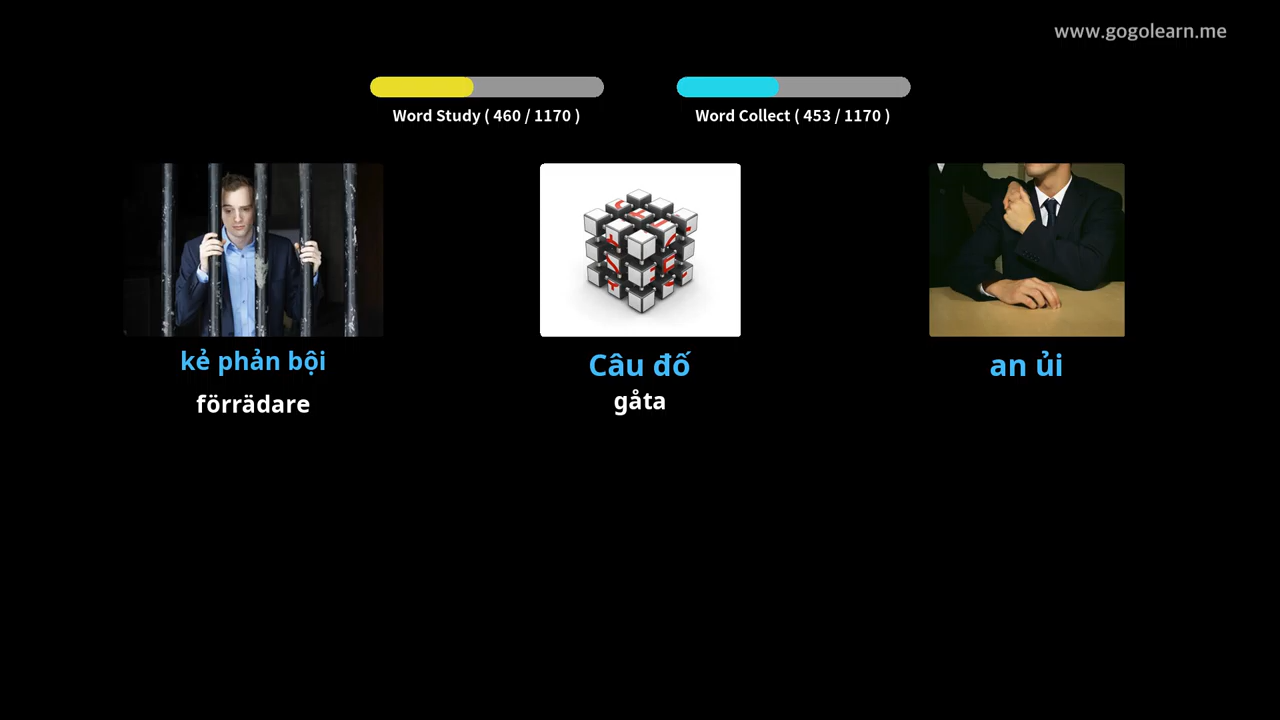 www.gogolearn.me
Word Study ( 460 / 1170 )
Word Collect ( 453 / 1170 )
kẻ phản bội
förrädare
Câu đố
gåta
an ủi